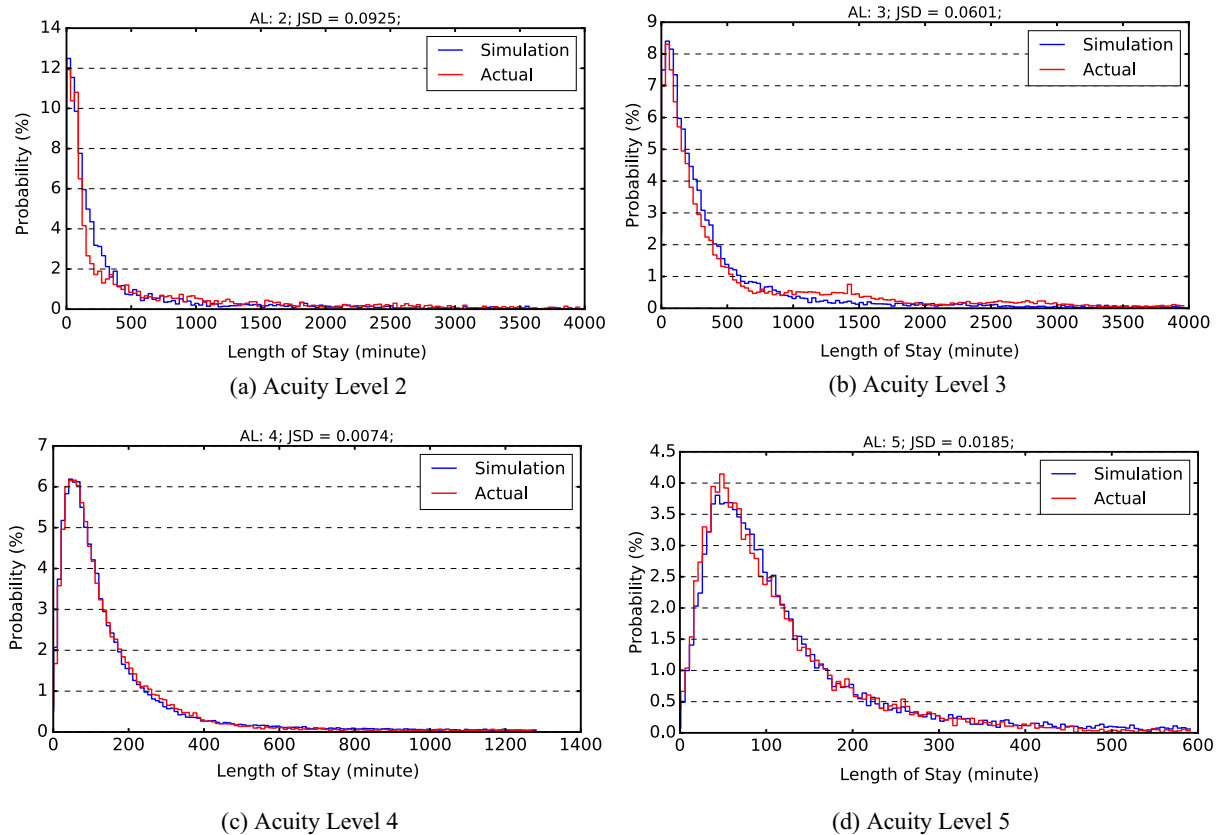 AL: 2; JSD = 0.0925;
14
12
10
8
6
4
2
0
Probability (%)
Simulation
Actual
0 500 1000 1500 2000 2500 3000 3500 4000
Length of Stay (minute)
(a) Acuity Level 2
AL: 3; JSD = 0.0601;
9
8
7
6
5
4
3
2
1
0
Probability (%)
Simulation
Actual
0 500 1000 1500 2000 2500 3000 3500 4000
Length of Stay (minute)
(b) Acuity Level 3
AL: 4; JSD = 0.0074;
7
6
5
4
3
2
1
0
Probability (%)
Simulation
Actual
0 200 400 600 800 1000 1200 1400
Length of Stay (minute)
(c) Acuity Level 4
AL: 5; JSD = 0.0185;
4.5
4.0
3.5
3.0
2.5
2.0
1.5
1.0
0.5
0.0
Probability (%)
Simulation
Actual
0 100 200 300 400 500 600
Length of Stay (minute)
(d) Acuity Level 5